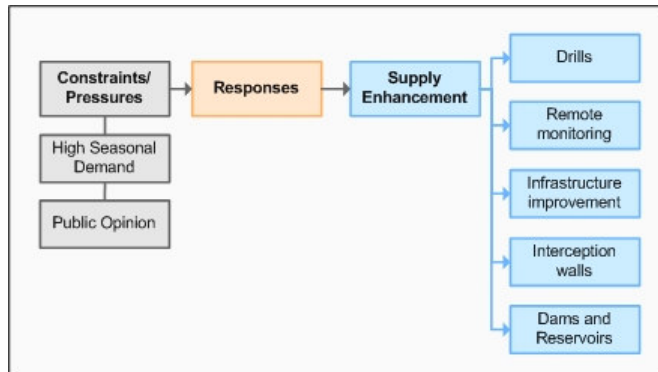 Constraints/
Pressures
High Seasonal
Demand
Public Opinion
Responses
Supply
Enhancement
Drills
Remote
monitoring
Infrastructure
improvement
Interception
walls
Dams and
Reservoirs